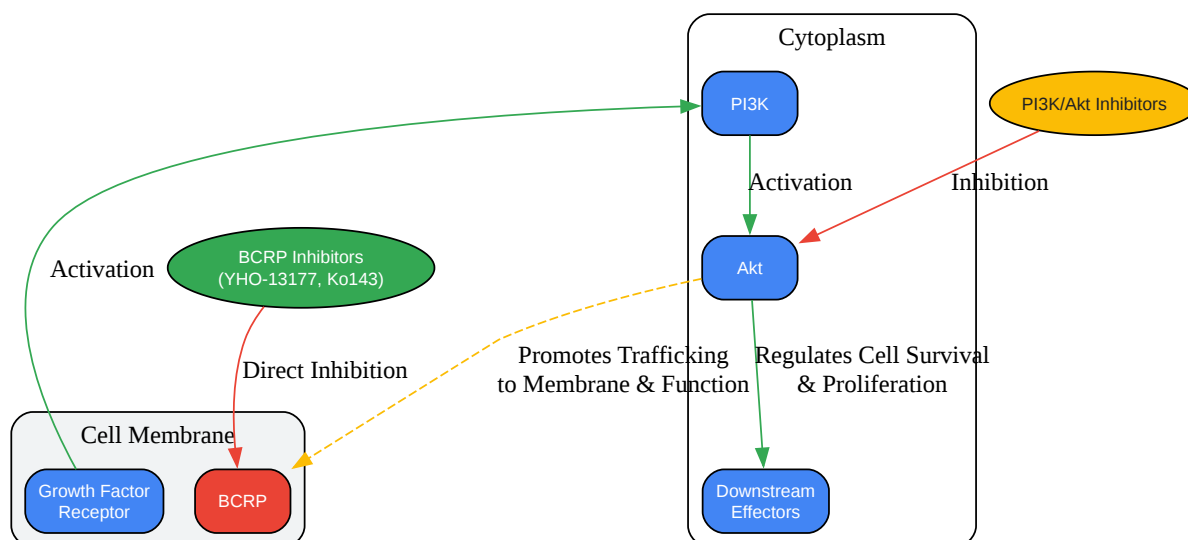 Cytoplasm
PI3K
PI3K/Akt Inhibitors
Activation
Inhibition
BCRP Inhibitors
(YHO-13177, Ko143)
Activation
Akt
Direct Inhibition
Promotes Trafficking
to Membrane & Function
Regulates Cell Survival
& Proliferation
Cell Membrane
Growth Factor
Receptor
BCRP
Downstream
Effectors